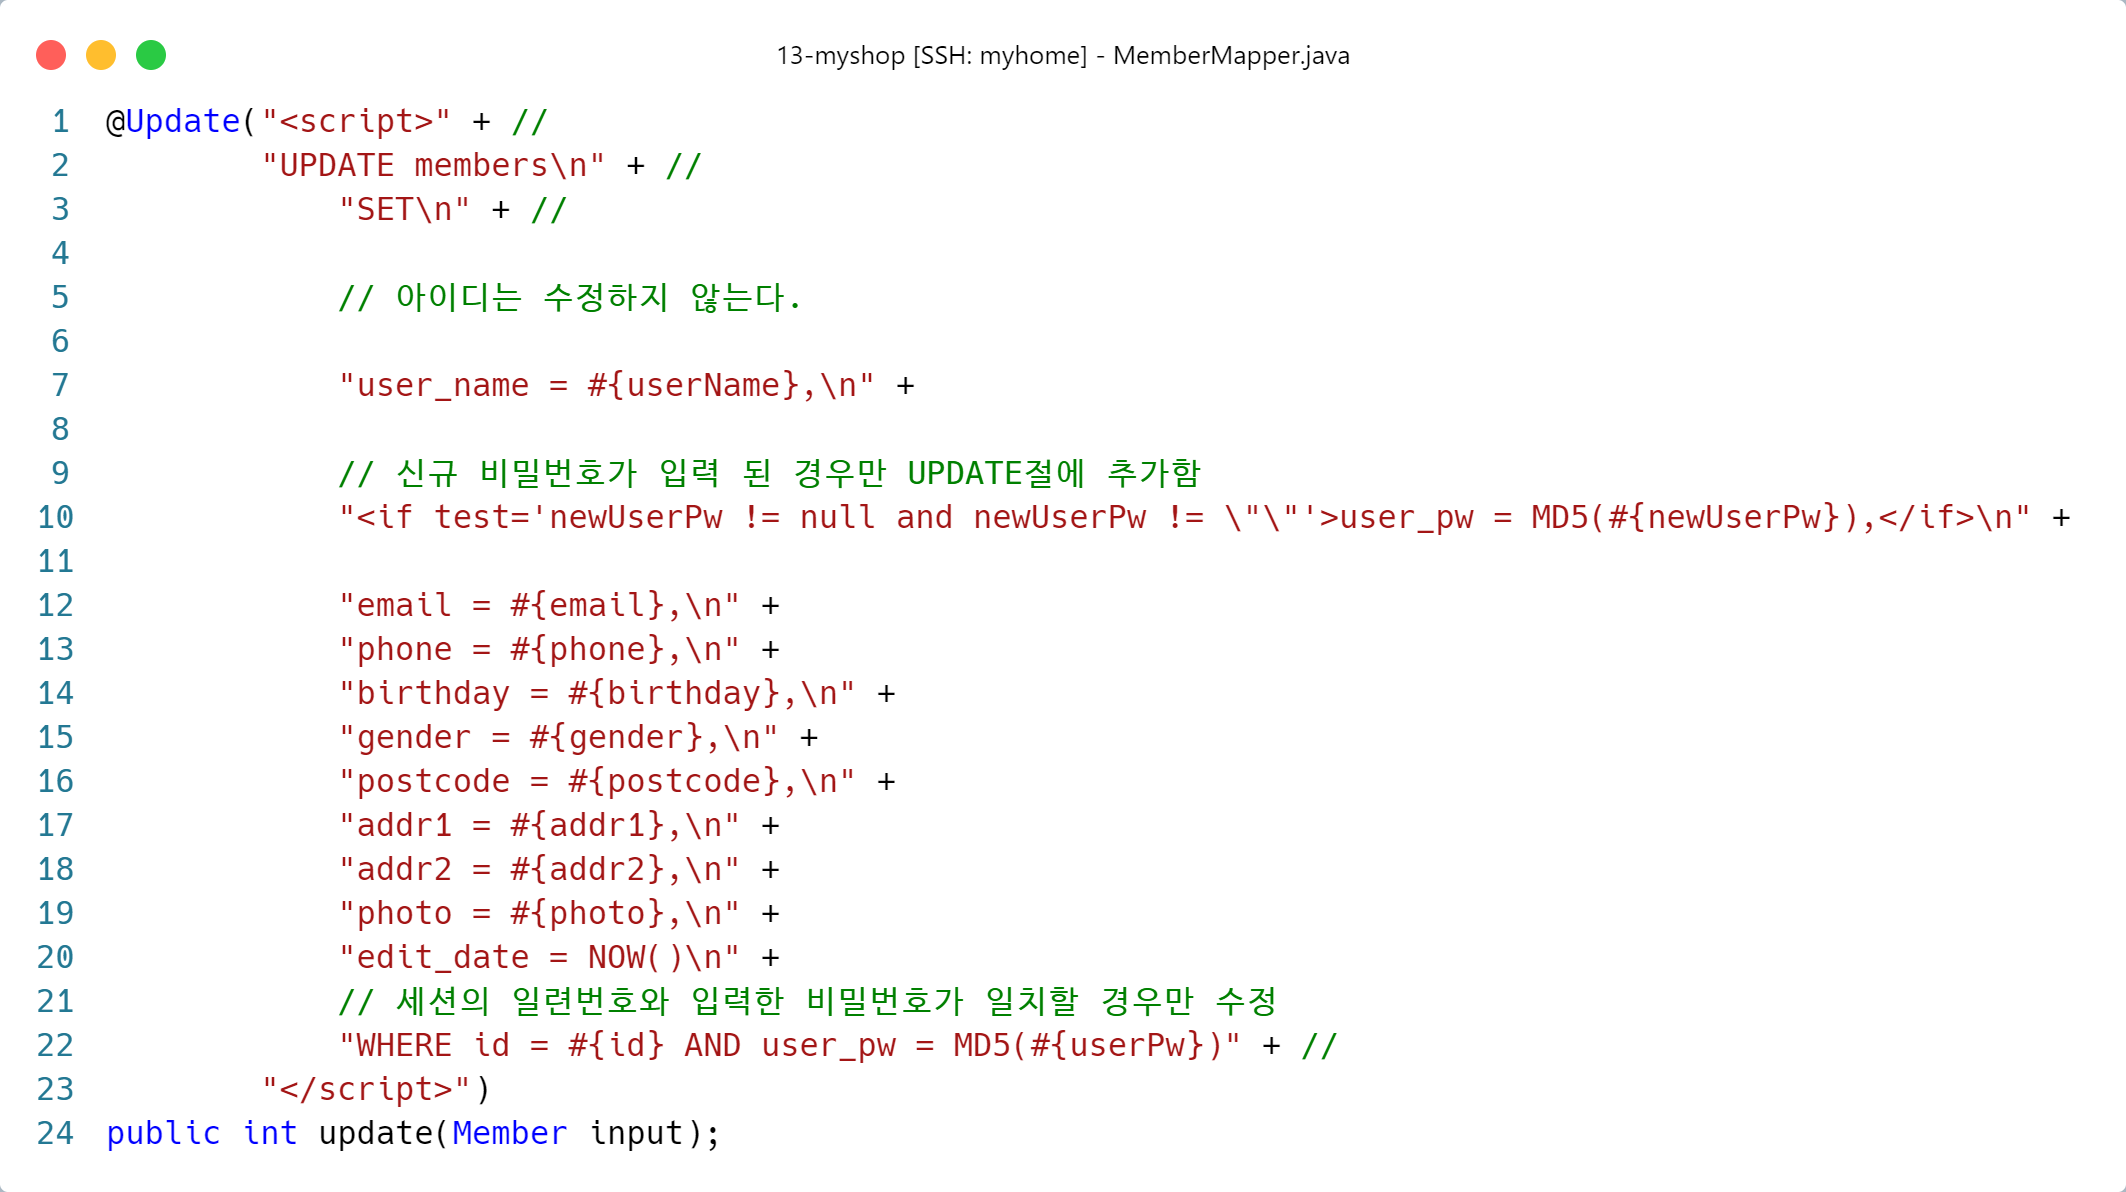 13-myshop [SSH: myhome] - MemberMapper.java
1 @Update("<script>" + //
2         "UPDATE members\n" + //
3             "SET\n" + //
4
5             // 아이디는 수정하지 않는다.
6
7             "user_name = #{userName},\n" +
8
9             // 신규 비밀번호가 입력 된 경우만 UPDATE절에 추가함
10             "<if test='newUserPw != null and newUserPw != \"\"'>user_pw = MD5(#{newUserPw}),</if>\n" +
11
12             "email = #{email},\n" +
13             "phone = #{phone},\n" +
14             "birthday = #{birthday},\n" +
15             "gender = #{gender},\n" +
16             "postcode = #{postcode},\n" +
17             "addr1 = #{addr1},\n" +
18             "addr2 = #{addr2},\n" +
19             "photo = #{photo},\n" +
20             "edit_date = NOW()\n" +
21             // 세션의 일련번호와 입력한 비밀번호가 일치할 경우만 수정
22             "WHERE id = #{id} AND user_pw = MD5(#{userPw})" + //
23         "</script>")
24 public int update(Member input);